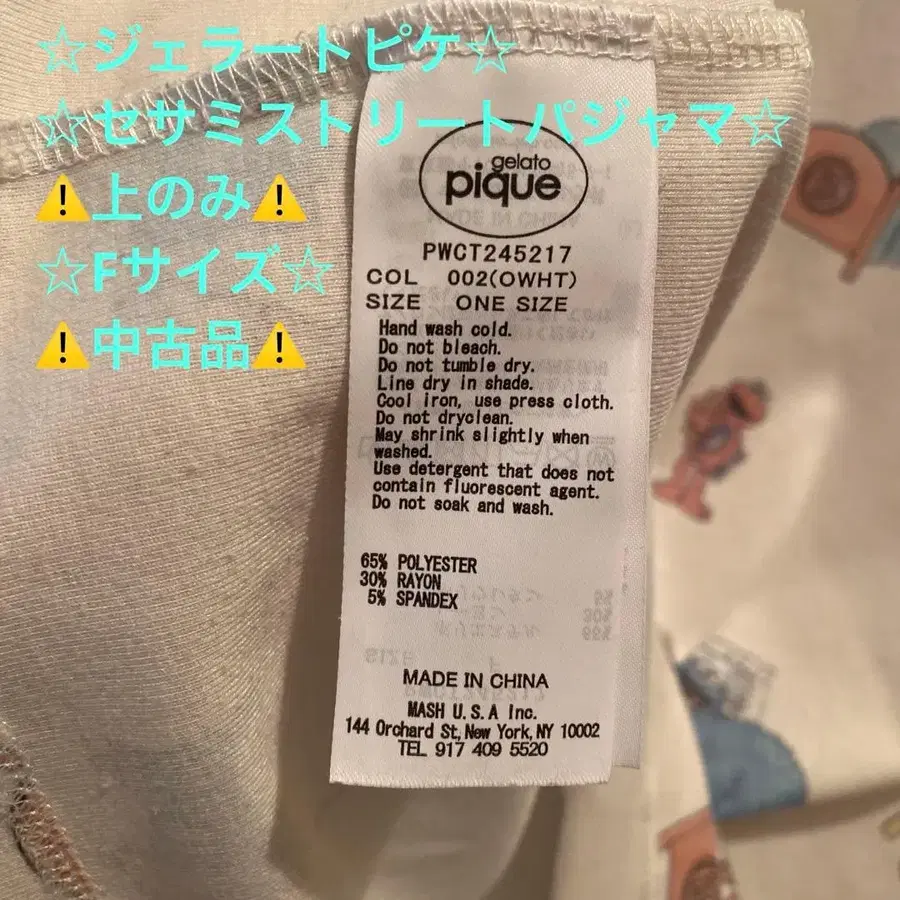 ☆ジェラートピケ☆
☆セサミストリートパジャマ☆
⚠️上のみ⚠️
☆Fサイズ☆
⚠️中古品⚠️
gelato
pique
PWCT245217
COL 002(OWHT)
SIZE ONE SIZE
Hand wash cold.
Do not bleach.
Do not tumble dry.
Line dry in shade.
Cool iron, use press cloth.
Do not dryclean.
May shrink slightly when
washed.
Use detergent that does not
contain fluorescent agent.
Do not soak and wash.
65% POLYESTER
30% RAYON
5% SPANDEX
MADE IN CHINA
MASH U.S.A Inc.
144 Orchard St, New York, NY 10002
TEL 917 409 5520